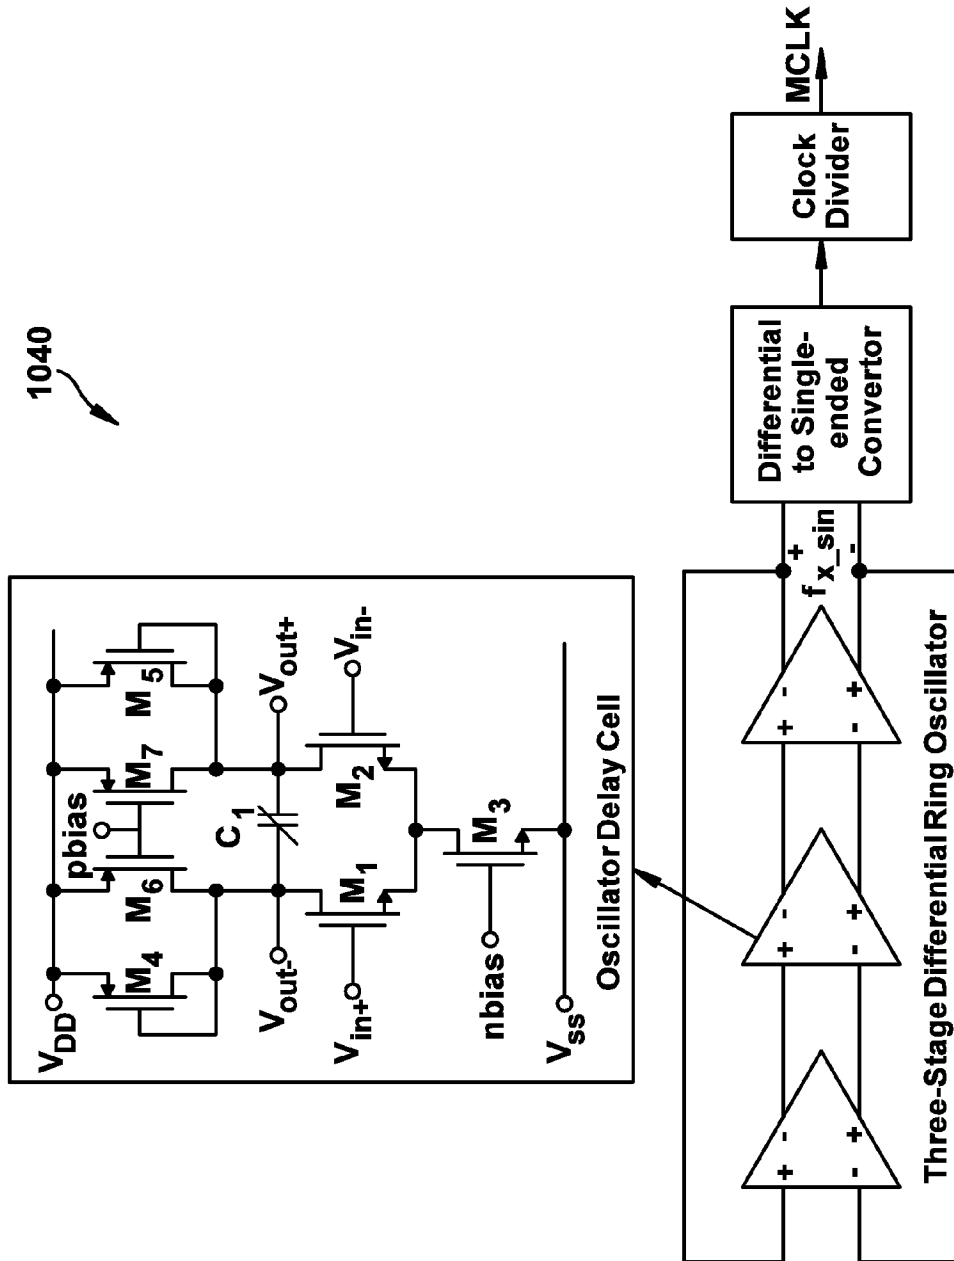 1040
V_DD
M_4
M_6
pbias
M_7
M_5
V_out-
C_1
V_out+
V_in+
M_1
M_2
V_in-
nbias
M_3
V_ss
Oscillator Delay Cell
+ -
- +
+ -
- +
+ -
- +
+
f_x_sin
-
Three-Stage Differential Ring Oscillator
Differential
to Single-
ended
Convertor
Clock
Divider
MCLK